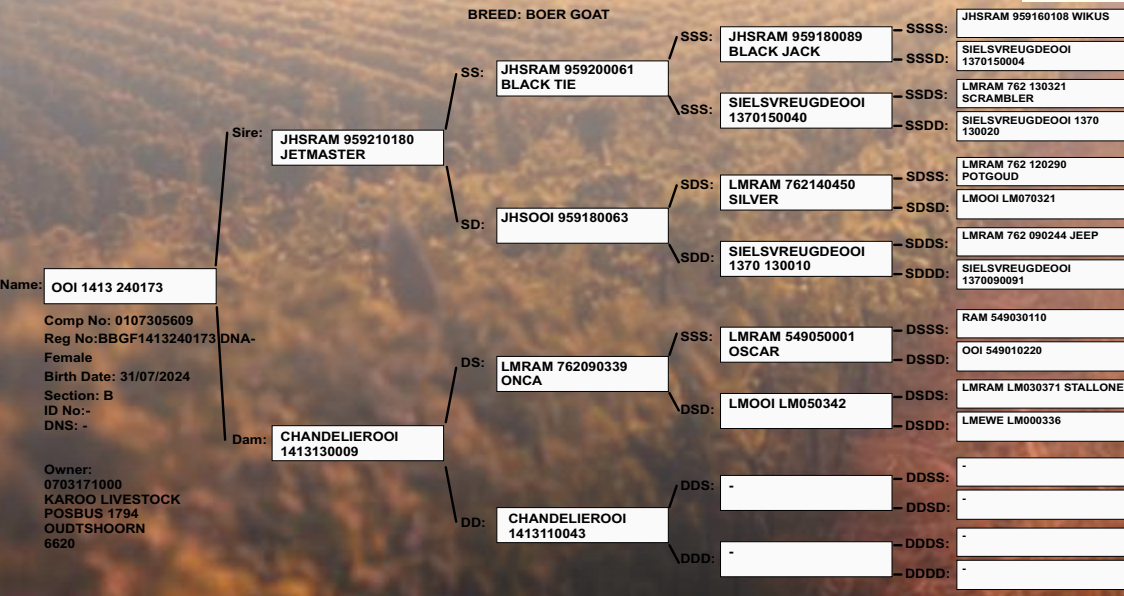 BREED: BOER GOAT
Name:
OOI 1413 240173
Comp No: 0107305609
Reg No:BBGF1413240173 DNA-
Female
Birth Date: 31/07/2024
Section: B
ID No:-
DNS: -
Owner:
0703171000
KAROO LIVESTOCK
POSBUS 1794
OUDTSHOORN
6620
Sire:
JHSRAM 959210180
JETMASTER
Dam:
CHANDELIEROOI
1413130009
SS:
JHSRAM 959200061
BLACK TIE
SD:
JHSOOI 959180063
DS:
LMRAM 762090339
ONCA
DD:
CHANDELIEROOI
1413110043
SSS:
JHSRAM 959180089
BLACK JACK
SSS:
SIELSVREUGDEOOI
1370150040
SDS:
LMRAM 762140450
SILVER
SDD:
SIELSVREUGDEOOI
1370 130010
SSS:
LMRAM 549050001
OSCAR
DSD:
LMOOI LM050342
DDS:
-
DDD:
-
SSSS:
JHSRAM 959160108 WIKUS
SSSD:
SIELSVREUGDEOOI
1370150004
SSDS:
LMRAM 762 130321
SCRAMBLER
SSDD:
SIELSVREUGDEOOI 1370
130020
SDSS:
LMRAM 762 120290
POTGOUD
SDSD:
LMOOI LM070321
SDDS:
LMRAM 762 090244 JEEP
SDDD:
SIELSVREUGDEOOI
1370090091
DSSS:
RAM 549030110
DSSD:
OOI 549010220
DSDS:
LMRAM LM030371 STALLONE
DSDD:
LMEWE LM000336
DDSS:
-
DDSD:
-
DDDS:
-
DDDD:
-